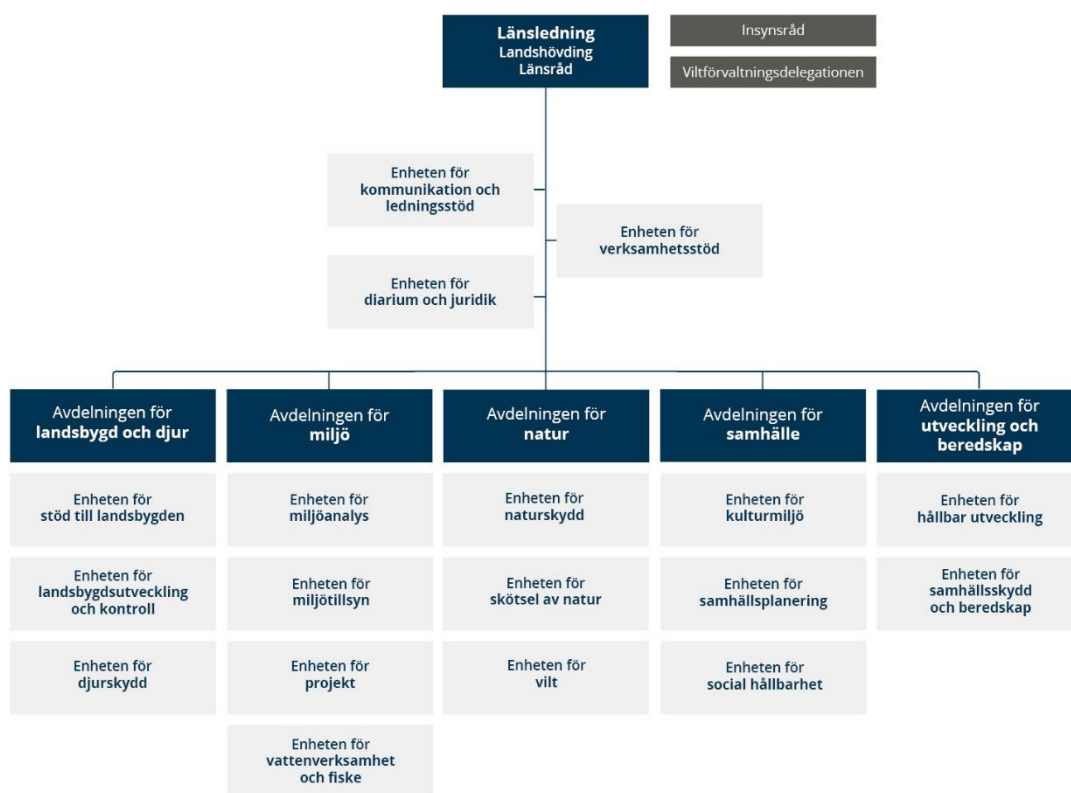 Länsledning
Landshövding
Länsråd
Insynsråd
Viltförvaltningsdelegationen
Enheten för
kommunikation och
ledningsstöd
Enheten för
verksamhetsstöd
Enheten för
diarium och juridik
Avdelningen för
landsbygd och djur
Enheten för
stöd till landsbygden
Enheten för
landsbygdsutveckling
och kontroll
Enheten för
djurskydd
Avdelningen för
miljö
Enheten för
miljöanalys
Enheten för
miljötillsyn
Enheten för
projekt
Enheten för
vattenverksamhet
och fiske
Avdelningen för
natur
Enheten för
naturskydd
Enheten för
skötsel av natur
Enheten för
vilt
Avdelningen för
samhälle
Enheten för
kulturmiljö
Enheten för
samhällsplanering
Enheten för
social hållbarhet
Avdelningen för
utveckling och
beredskap
Enheten för
hållbar utveckling
Enheten för
samhällsskydd
och beredskap